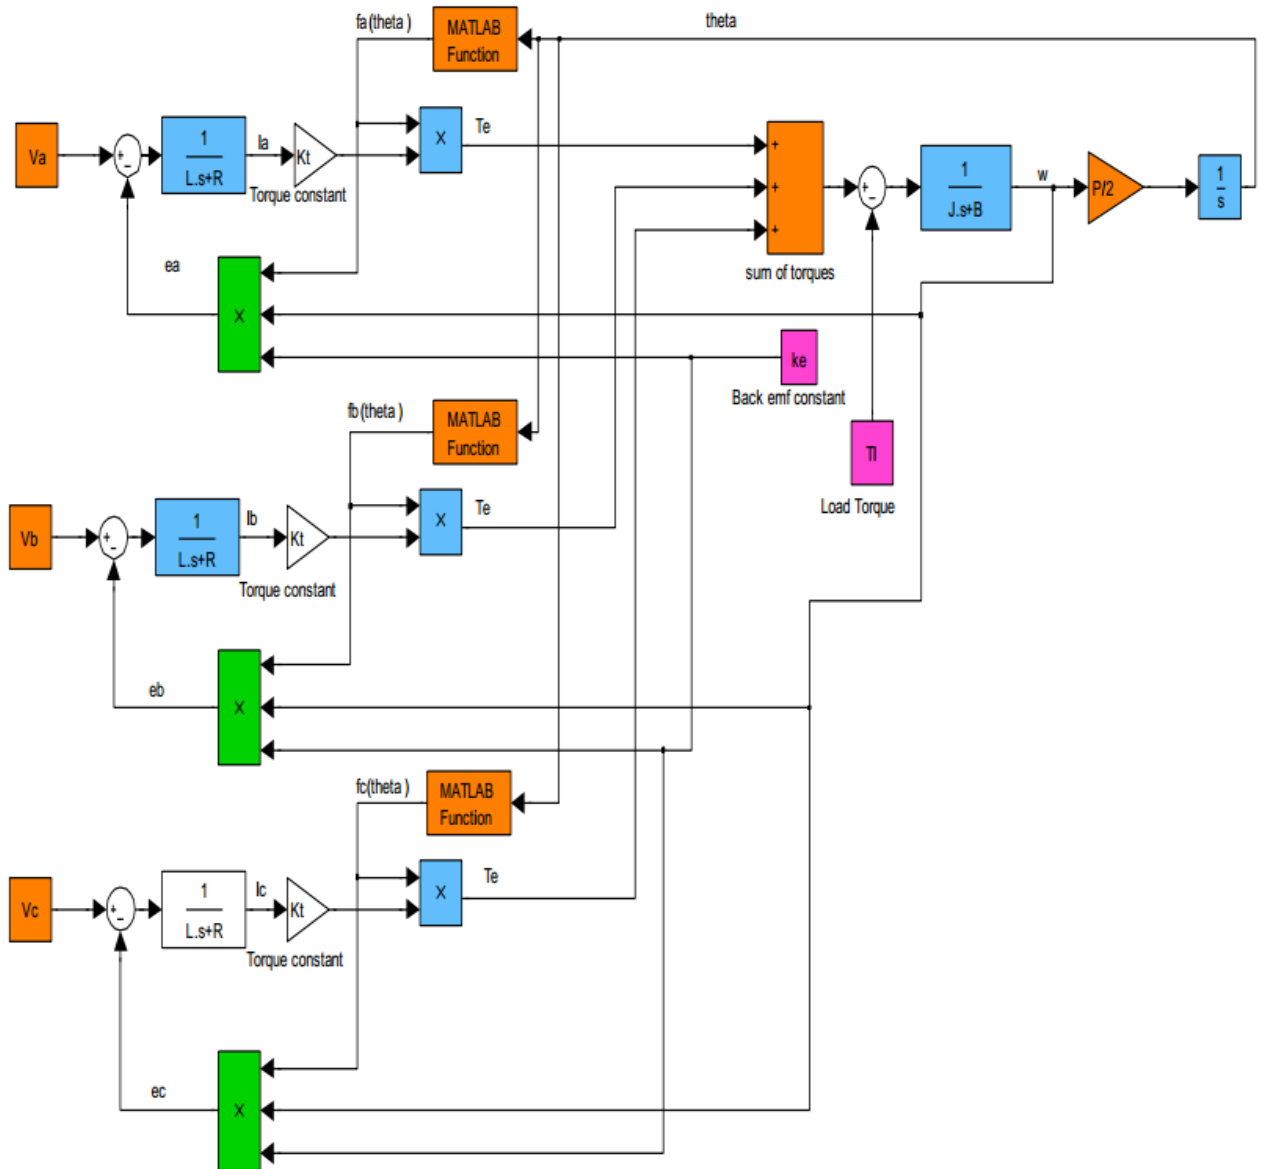 fa(theta )
MATLAB
Function
theta
Va
+
-
1
L.s+R
Ia
Kt
Torque constant
X
Te
+
+
+
sum of torques
+
-
1
J.s+B
w
P/2
1
s
ea
X
ke
Back emf constant
Tl
Load Torque
fb(theta )
MATLAB
Function
Vb
+
-
1
L.s+R
Ib
Kt
Torque constant
X
Te
eb
X
fc(theta )
MATLAB
Function
Vc
+
-
1
L.s+R
Ic
Kt
Torque constant
X
Te
ec
X